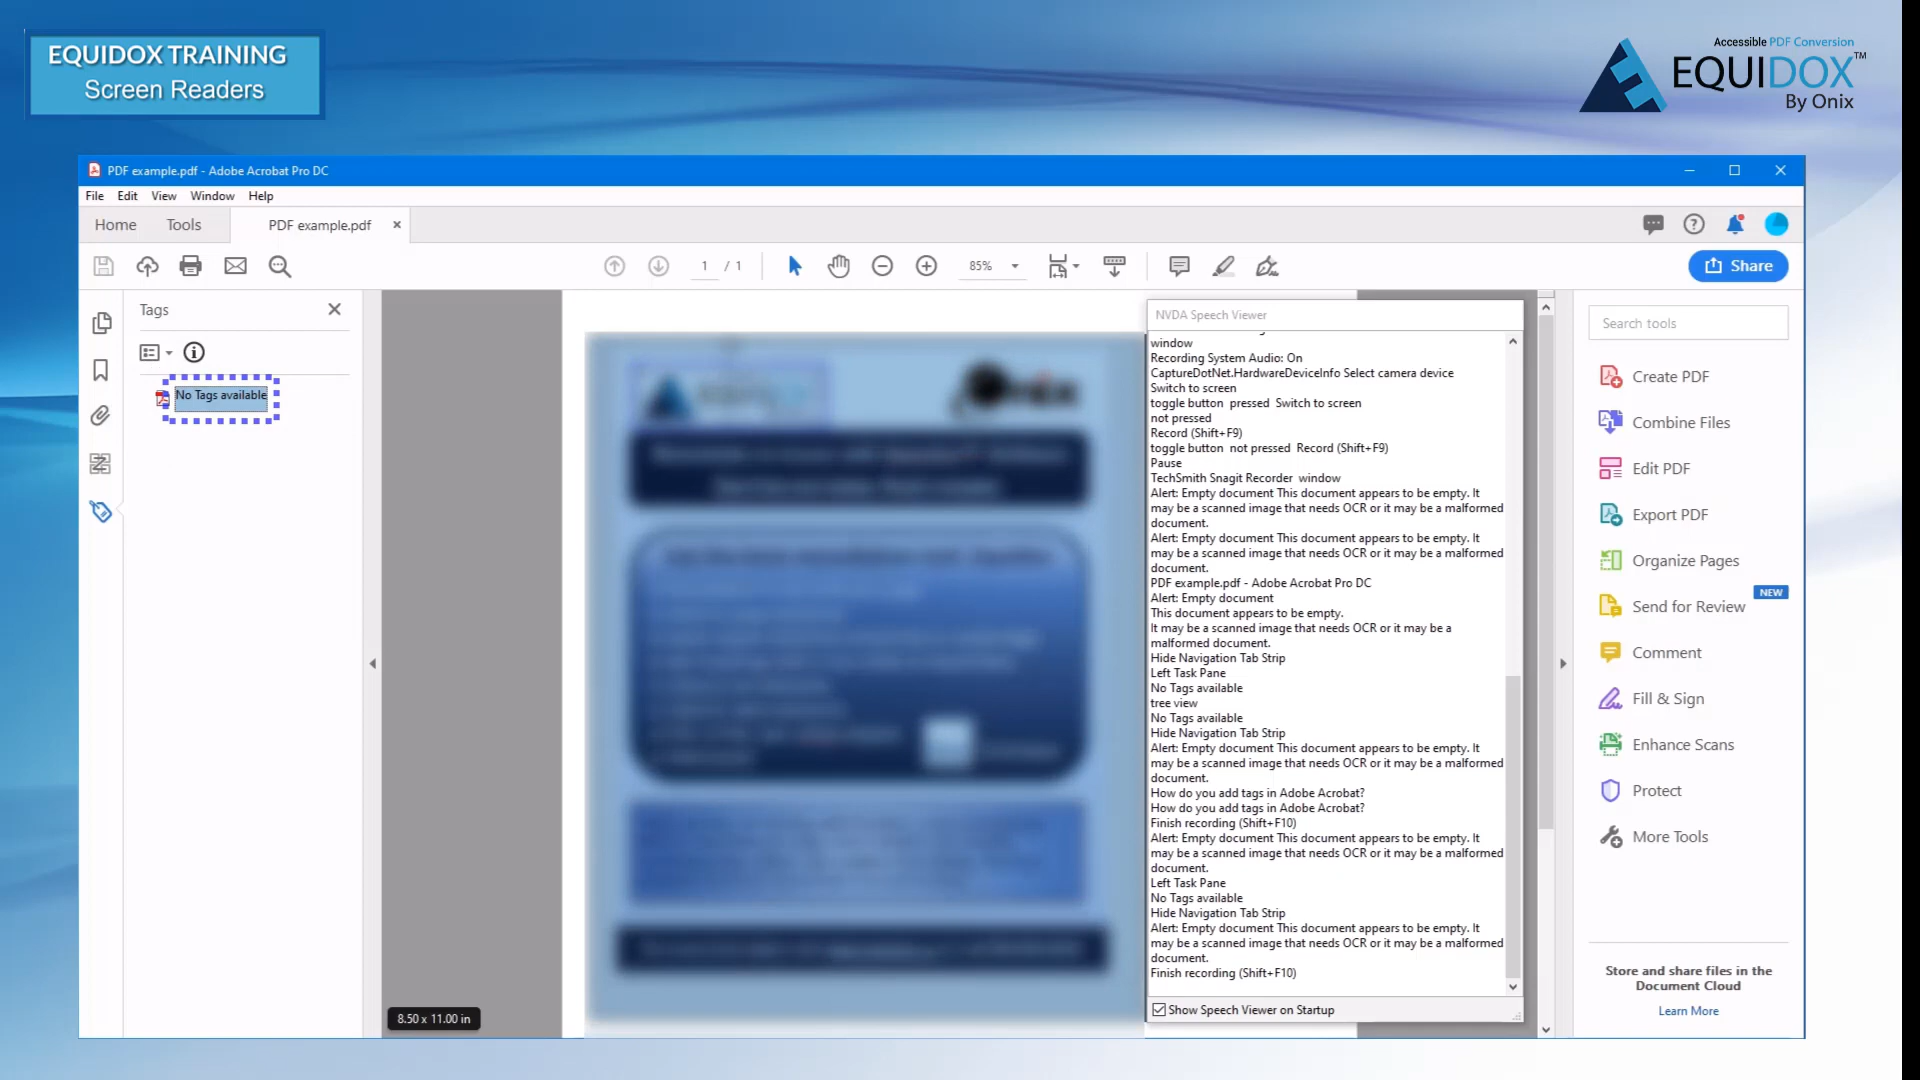 EQUIDOX TRAINING
Screen Readers
Accessible PDF Conversion
EQUIDOX™
By Onix
PDF example.pdf - Adobe Acrobat Pro DC
File Edit View Window Help
Home Tools PDF example.pdf
1 / 1 85% Share
Tags
No Tags available
8.50 x 11.00 in
NVDA Speech Viewer
window
Recording System Audio: On
CaptureDotNet.HardwareDeviceInfo Select camera device
Switch to screen
toggle button pressed Switch to screen
not pressed
Record (Shift+F9)
toggle button not pressed Record (Shift+F9)
Pause
TechSmith Snagit Recorder window
Alert: Empty document This document appears to be empty. It
may be a scanned image that needs OCR or it may be a malformed
document.
Alert: Empty document This document appears to be empty. It
may be a scanned image that needs OCR or it may be a malformed
document.
PDF example.pdf - Adobe Acrobat Pro DC
Alert: Empty document
This document appears to be empty.
It may be a scanned image that needs OCR or it may be a
malformed document.
Hide Navigation Tab Strip
Left Task Pane
No Tags available
tree view
No Tags available
Hide Navigation Tab Strip
Alert: Empty document This document appears to be empty. It
may be a scanned image that needs OCR or it may be a malformed
document.
How do you add tags in Adobe Acrobat?
How do you add tags in Adobe Acrobat?
Finish recording (Shift+F10)
Alert: Empty document This document appears to be empty. It
may be a scanned image that needs OCR or it may be a malformed
document.
Left Task Pane
No Tags available
Hide Navigation Tab Strip
Alert: Empty document This document appears to be empty. It
may be a scanned image that needs OCR or it may be a malformed
document.
Finish recording (Shift+F10)
Show Speech Viewer on Startup
Search tools
Create PDF
Combine Files
Edit PDF
Export PDF
Organize Pages
NEW
Send for Review
Comment
Fill & Sign
Enhance Scans
Protect
More Tools
Store and share files in the
Document Cloud
Learn More